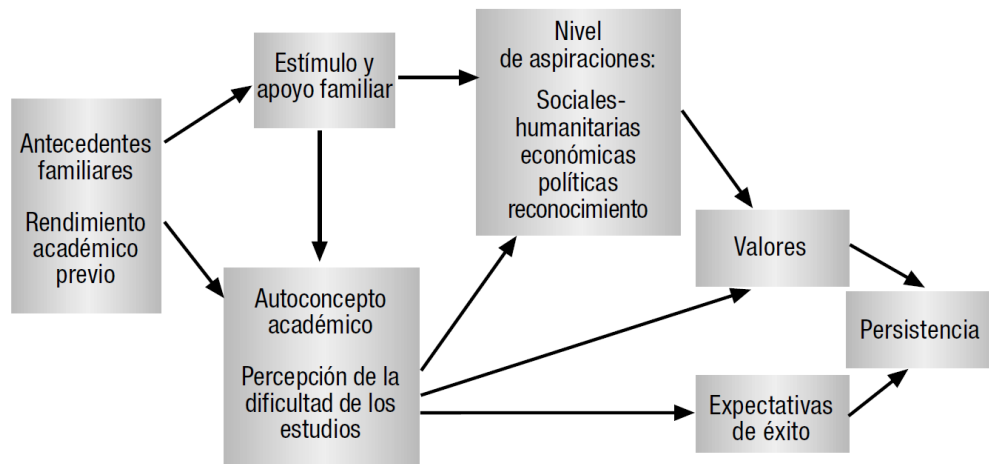 Antecedentes
familiares
Rendimiento
académico
previo
Estímulo y
apoyo familiar
Autoconcepto
académico
Percepción de la
dificultad de los
estudios
Nivel
de aspiraciones:
Sociales-
humanitarias
económicas
políticas
reconocimiento
Valores
Expectativas
de éxito
Persistencia